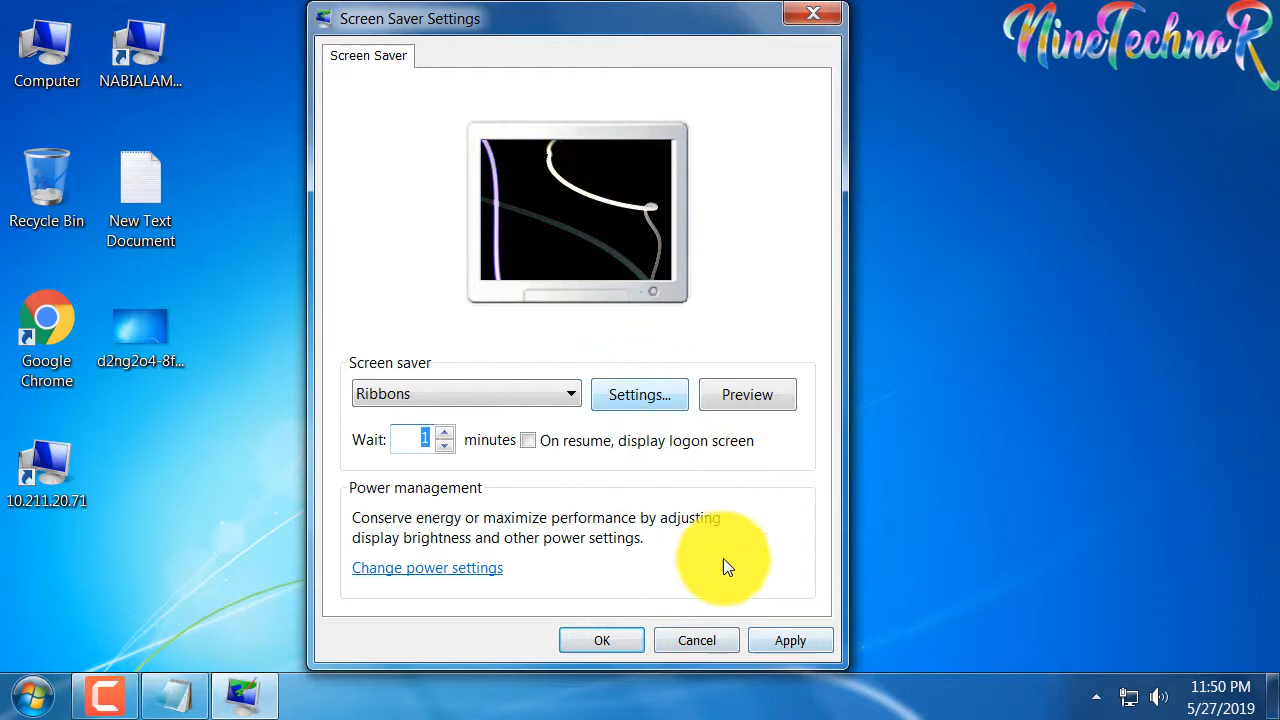 Screen Saver Settings
NineTechnoR
Screen Saver
Computer
NABIALAM...
Recycle Bin
New Text
Document
Google
Chrome
d2ng2o4-8f...
10.211.20.71
Screen saver
Ribbons
Settings...
Preview
Wait:
1
minutes
On resume, display logon screen
Power management
Conserve energy or maximize performance by adjusting
display brightness and other power settings.
Change power settings
OK
Cancel
Apply
11:50 PM
5/27/2019